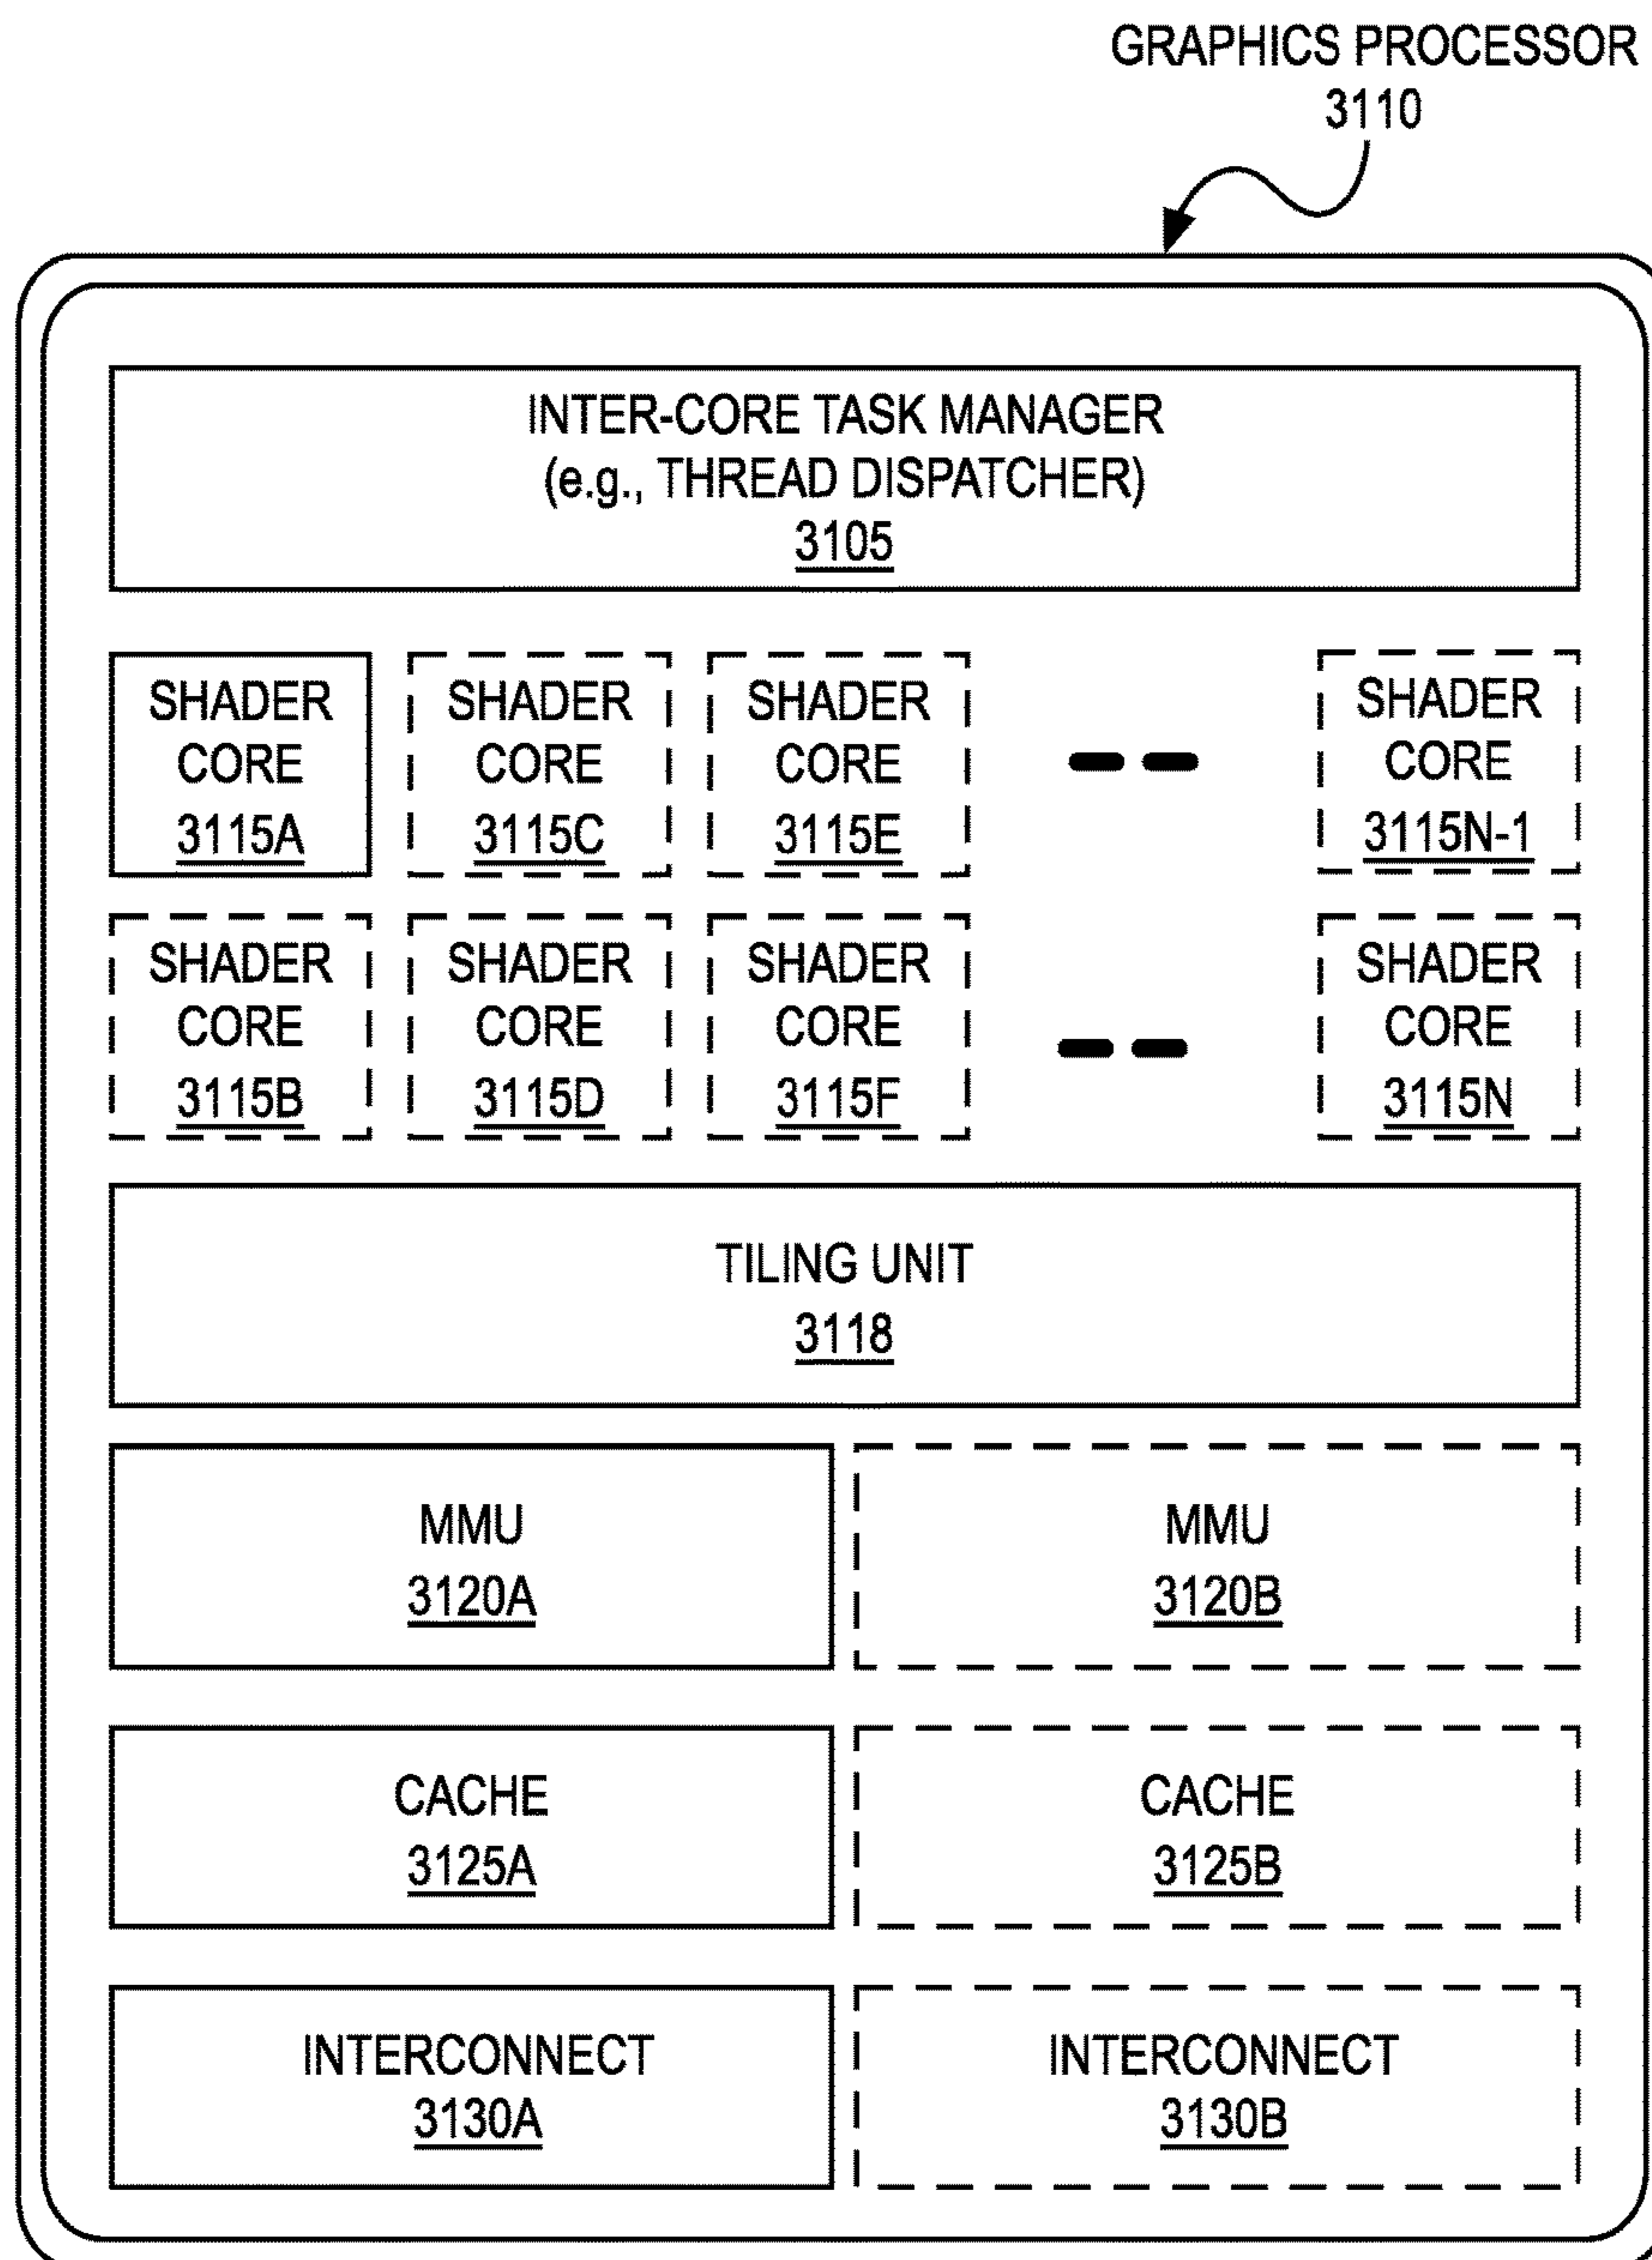 GRAPHICS PROCESSOR
3110
INTER-CORE TASK MANAGER
(e.g., THREAD DISPATCHER)
3105
SHADER
CORE
3115A
SHADER
CORE
3115C
SHADER
CORE
3115E
SHADER
CORE
3115N-1
SHADER
CORE
3115B
SHADER
CORE
3115D
SHADER
CORE
3115F
SHADER
CORE
3115N
TILING UNIT
3118
MMU
3120A
MMU
3120B
CACHE
3125A
CACHE
3125B
INTERCONNECT
3130A
INTERCONNECT
3130B